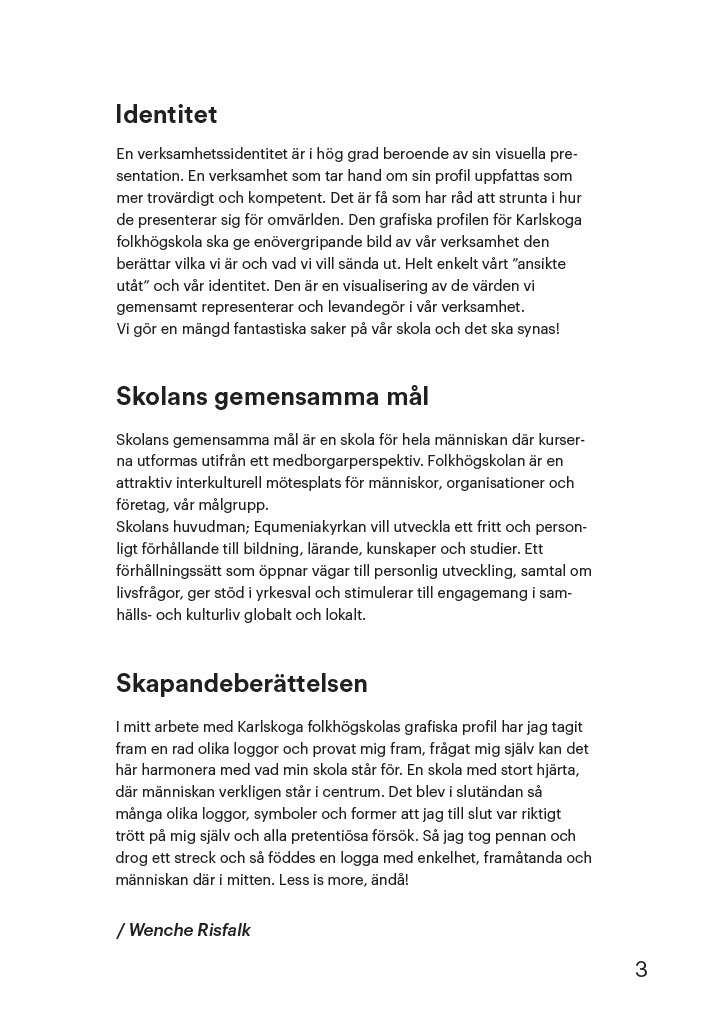 Identitet
En verksamhetssidentitet är i hög grad beroende av sin visuella pre-
sentation. En verksamhet som tar hand om sin profil uppfattas som
mer trovärdigt och kompetent. Det är få som har råd att strunta i hur
de presenterar sig för omvärlden. Den grafiska profilen för Karlskoga
folkhögskola ska ge enövergripande bild av vår verksamhet den
berättar vilka vi är och vad vi vill sända ut. Helt enkelt vårt ”ansikte
utåt” och vår identitet. Den är en visualisering av de värden vi
gemensamt representerar och levandegör i vår verksamhet.
Vi gör en mängd fantastiska saker på vår skola och det ska synas!
Skolans gemensamma mål
Skolans gemensamma mål är en skola för hela människan där kurser-
na utformas utifrån ett medborgarperspektiv. Folkhögskolan är en
attraktiv interkulturell mötesplats för människor, organisationer och
företag, vår målgrupp.
Skolans huvudman; Equmeniakyrkan vill utveckla ett fritt och person-
ligt förhållande till bildning, lärande, kunskaper och studier. Ett
förhållningssätt som öppnar vägar till personlig utveckling, samtal om
livsfrågor, ger stöd i yrkesval och stimulerar till engagemang i sam-
hälls- och kulturliv globalt och lokalt.
Skapandeberättelsen
I mitt arbete med Karlskoga folkhögskolas grafiska profil har jag tagit
fram en rad olika loggor och provat mig fram, frågat mig själv kan det
här harmonera med vad min skola står för. En skola med stort hjärta,
där människan verkligen står i centrum. Det blev i slutändan så
många olika loggor, symboler och former att jag till slut var riktigt
trött på mig själv och alla pretentiösa försök. Så jag tog pennan och
drog ett streck och så föddes en logga med enkelhet, framåtanda och
människan där i mitten. Less is more, ändå!
/ Wenche Risfalk
3